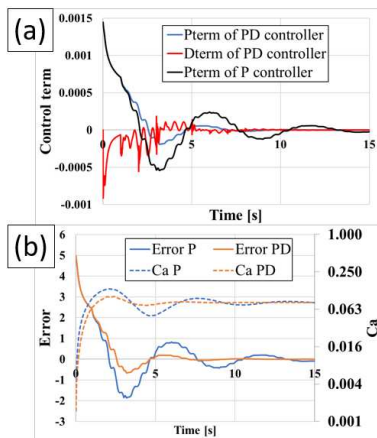 (a)
0.0015
0.001
0.0005
0
-0.0005
-0.001
Control term
Pterm of PD controller
Dterm of PD controller
Pterm of P controller
0 5 10 15
Time [s]
(b)
6
5
4
3
2
1
0
-1
-2
-3
Error
Error P Error PD
Ca P Ca PD
1.000
0.250
0.063
0.016
0.004
0.001
Ca
0 5 10 15
Time [s]